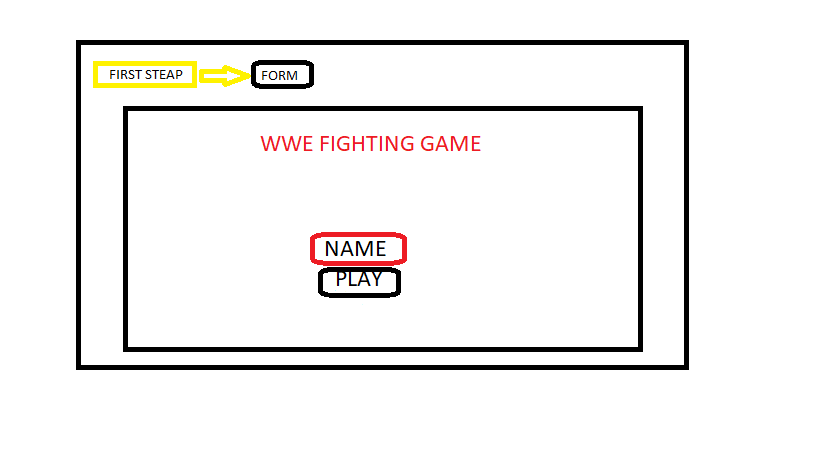 FIRST STEAP
FORM
WWE FIGHTING GAME
NAME
PLAY